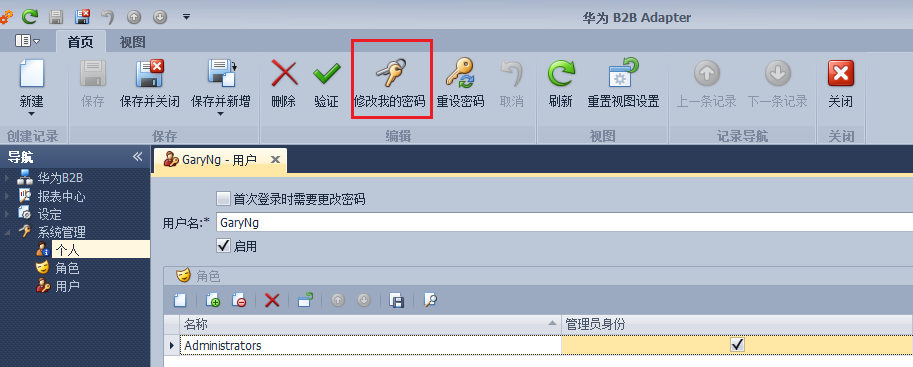 华为 B2B Adapter
首页 视图
新建 保存 保存并关闭 保存并新增 删除 验证 修改我的密码 重设密码 取消 刷新 重置视图设置 上一条记录 下一条记录 关闭
创建记录 保存 编辑 视图 记录导航 关闭
导航
华为B2B
报表中心
设定
系统管理
个人
角色
用户
GaryNg - 用户
首次登录时需要更改密码
用户名:* GaryNg
启用
角色
名称 管理员身份
Administrators